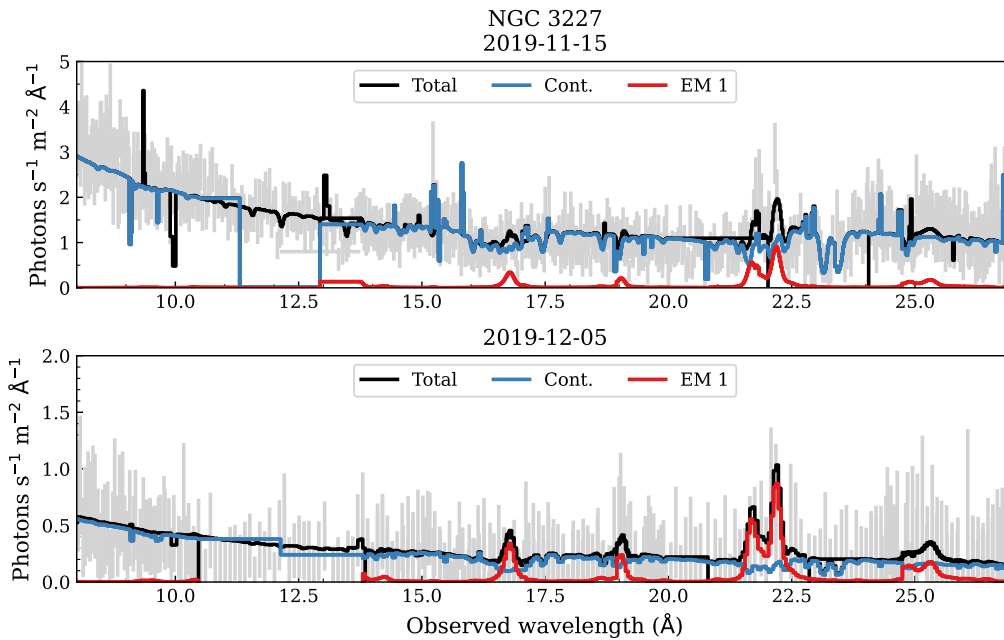 NGC 3227
2019-11-15
Photons s⁻¹ m⁻² Å⁻¹
5
4
3
2
1
0
Total Cont. EM 1
10.0 12.5 15.0 17.5 20.0 22.5 25.0
2019-12-05
Photons s⁻¹ m⁻² Å⁻¹
2.0
1.5
1.0
0.5
0.0
Total Cont. EM 1
10.0 12.5 15.0 17.5 20.0 22.5 25.0
Observed wavelength (Å)